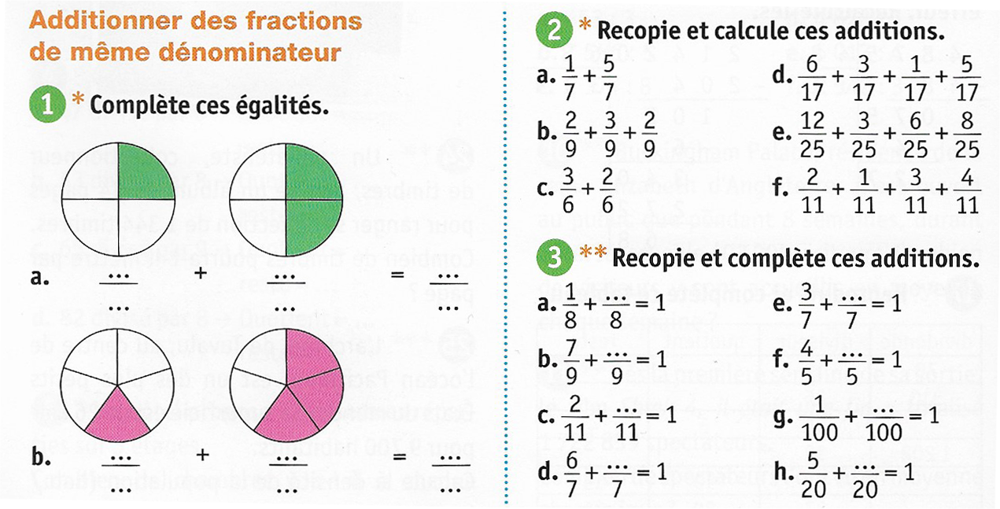 Additionner des fractions
de même dénominateur
1 * Complète ces égalités.
a. .../... + .../... = .../...
b. .../... + .../... = .../...
2 * Recopie et calcule ces additions.
a. 1/7 + 5/7
b. 2/9 + 3/9 + 2/9
c. 3/6 + 2/6
d. 6/17 + 3/17 + 1/17 + 5/17
e. 12/25 + 3/25 + 6/25 + 8/25
f. 2/11 + 1/11 + 3/11 + 4/11
3 ** Recopie et complète ces additions.
a. 1/8 + .../8 = 1
b. 7/9 + .../9 = 1
c. 2/11 + .../11 = 1
d. 6/7 + .../7 = 1
e. 3/7 + .../7 = 1
f. 4/5 + .../5 = 1
g. 1/100 + .../100 = 1
h. 5/20 + .../20 = 1